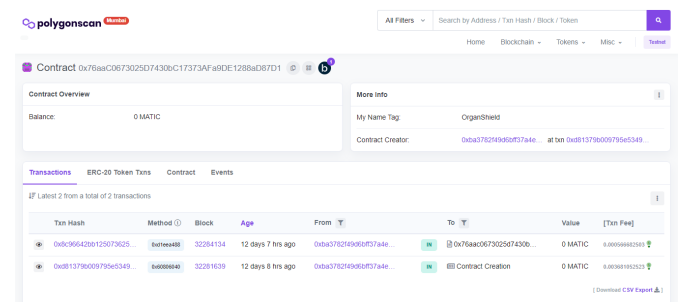 polygonscan Mumbai
All Filters Search by Address / Txn Hash / Block / Token
Home Blockchain Tokens Misc Testnet
Contract 0x76aaC0673025D7430bC17373AFa9DE1288aD87D1
Contract Overview
Balance: 0 MATIC
More Info
My Name Tag: OrganShield
Contract Creator: 0xba3782f49d6bff37a4e... at txn 0xd81379b009795e5349...
Transactions ERC-20 Token Txns Contract Events
Latest 2 from a total of 2 transactions
Txn Hash Method Block Age From To Value [Txn Fee]
0x8c96642bb125073625... 0xd1eea488 32284134 12 days 7 hrs ago 0xba3782f49d6bff37a4e... IN 0x76aac0673025d7430b... 0 MATIC 0.000566682503
0xd81379b009795e5349... 0x60806040 32281639 12 days 8 hrs ago 0xba3782f49d6bff37a4e... IN Contract Creation 0 MATIC 0.003681052523
[ Download CSV Export ]